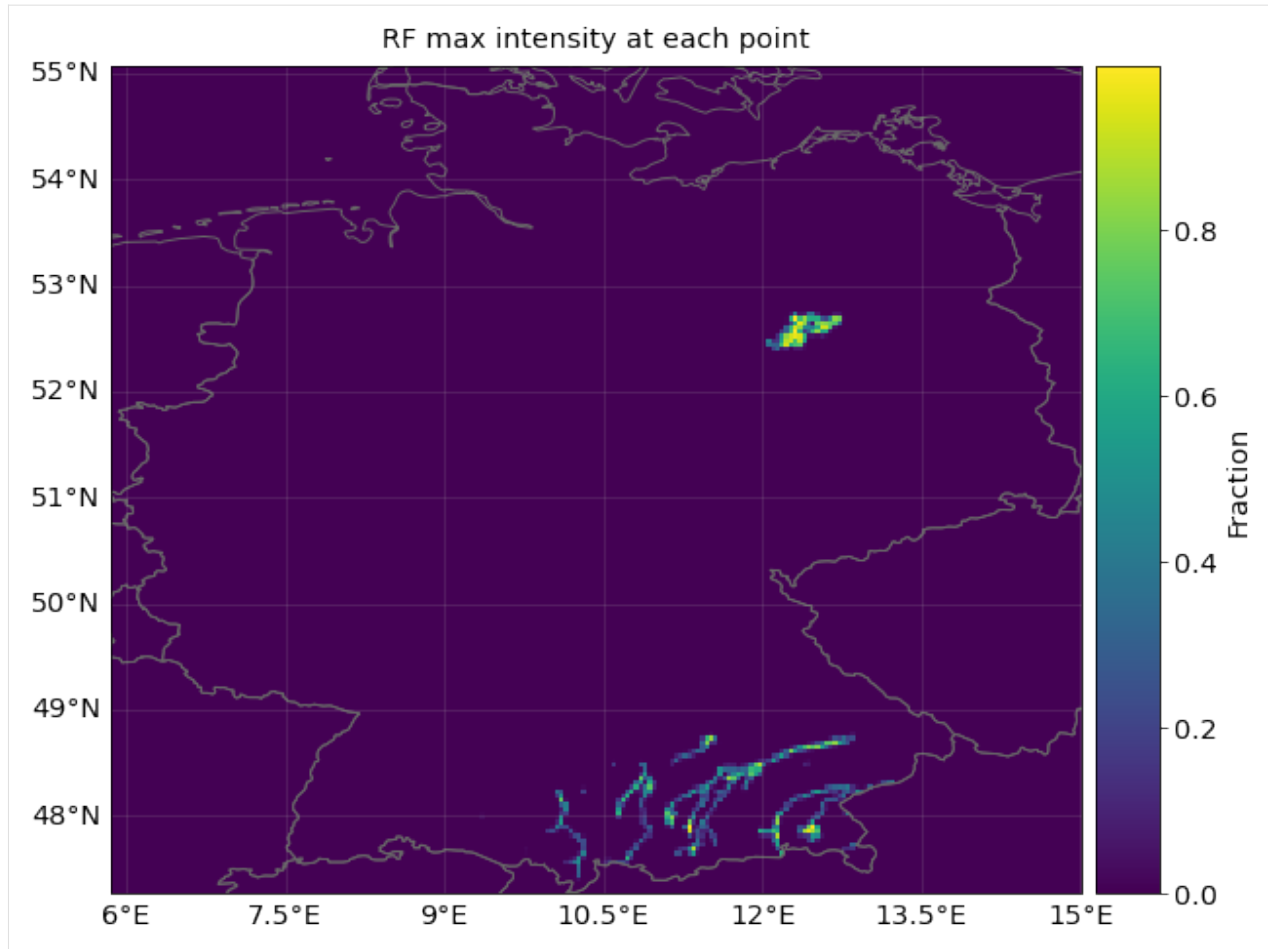 RF max intensity at each point
55°N
54°N
53°N
52°N
51°N
50°N
49°N
48°N
6°E 7.5°E 9°E 10.5°E 12°E 13.5°E 15°E
0.8
0.6
0.4
0.2
0.0
Fraction